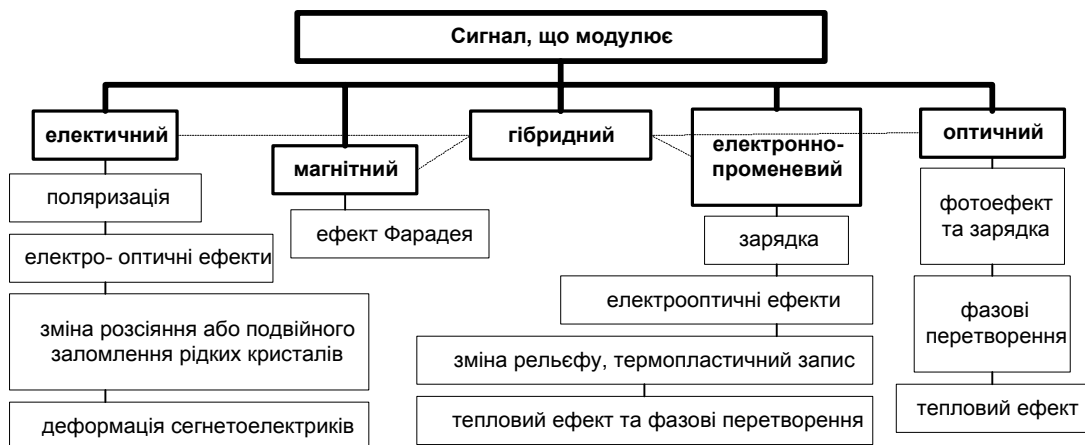 Сигнал, що модулює
електичний
гібридний
оптичний
магнітний
електронно-
променевий
поляризація
ефект Фарадея
зарядка
фотоефект
та зарядка
електро- оптичні ефекти
електрооптичні ефекти
зміна розсіяння або подвійного
заломлення рідких кристалів
фазові
перетворення
зміна рельєфу, термопластичний запис
деформація сегнетоелектриків
тепловий ефект та фазові перетворення
тепловий ефект